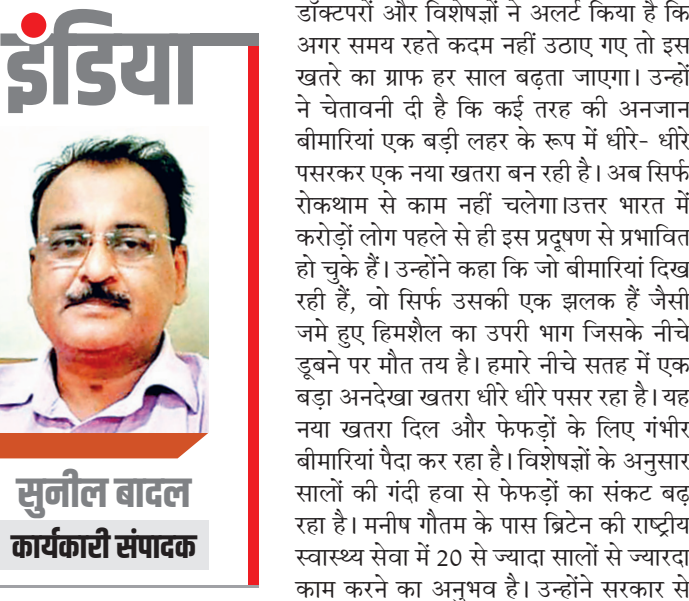 इंडिया
सुनील बादल
कार्यकारी संपादक
डॉक्टपरों और विशेषज्ञों ने अलर्ट किया है कि
अगर समय रहते कदम नहीं उठाए गए तो इस
खतरे का ग्राफ हर साल बढ़ता जाएगा। उन्हों
ने चेतावनी दी है कि कई तरह की अनजान
बीमारियां एक बड़ी लहर के रूप में धीरे- धीरे
पसरकर एक नया खतरा बन रही है। अब सिर्फ
रोकथाम से काम नहीं चलेगा।उत्तर भारत में
करोड़ों लोग पहले से ही इस प्रदूषण से प्रभावित
हो चुके हैं। उन्होंने कहा कि जो बीमारियां दिख
रही हैं, वो सिर्फ उसकी एक झलक हैं जैसी
जमे हुए हिमशैल का उपरी भाग जिसके नीचे
डूबने पर मौत तय है। हमारे नीचे सतह में एक
बड़ा अनदेखा खतरा धीरे धीरे पसर रहा है। यह
नया खतरा दिल और फेफड़ों के लिए गंभीर
बीमारियां पैदा कर रहा है। विशेषज्ञों के अनुसार
सालों की गंदी हवा से फेफड़ों का संकट बढ़
रहा है। मनीष गौतम के पास ब्रिटेन की राष्ट्रीय
स्वास्थ्य सेवा में 20 से ज्यादा सालों से ज्यारदा
काम करने का अनुभव है। उन्होंने सरकार से